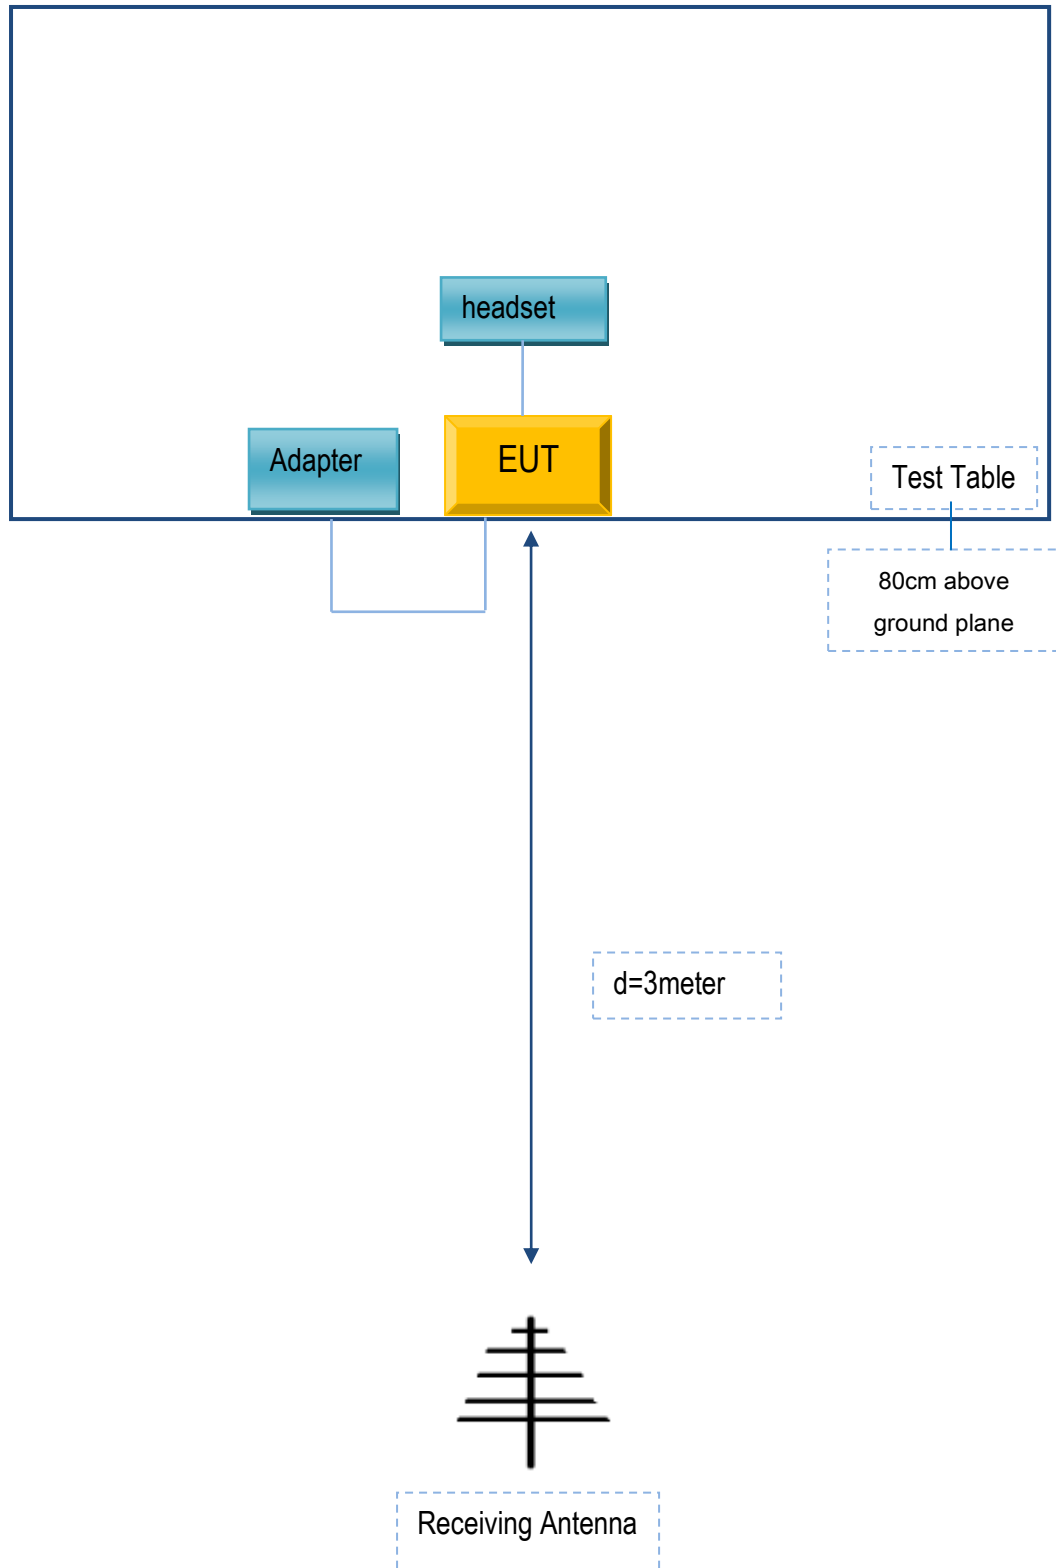 headset
Adapter
EUT
Test Table
80cm above
ground plane
d=3meter
Receiving Antenna